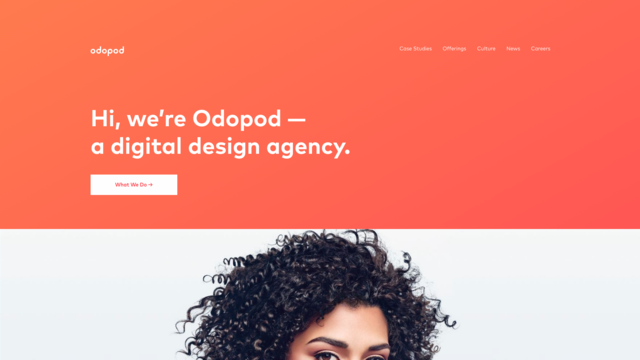 odopod
Case Studies Offerings Culture News Careers
Hi, we're Odopod —
a digital design agency.
What We Do →